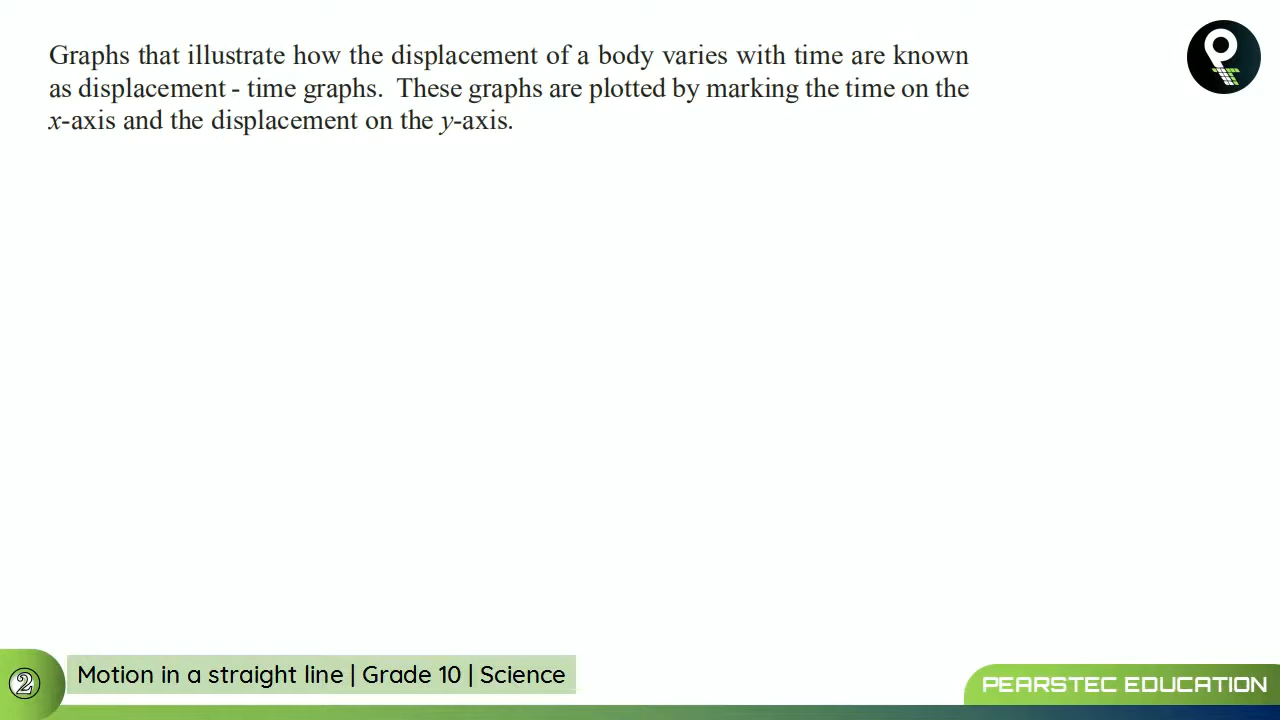 Graphs that illustrate how the displacement of a body varies with time are known
as displacement - time graphs. These graphs are plotted by marking the time on the
x-axis and the displacement on the y-axis.
2
Motion in a straight line | Grade 10 | Science
PEARSTEC EDUCATION